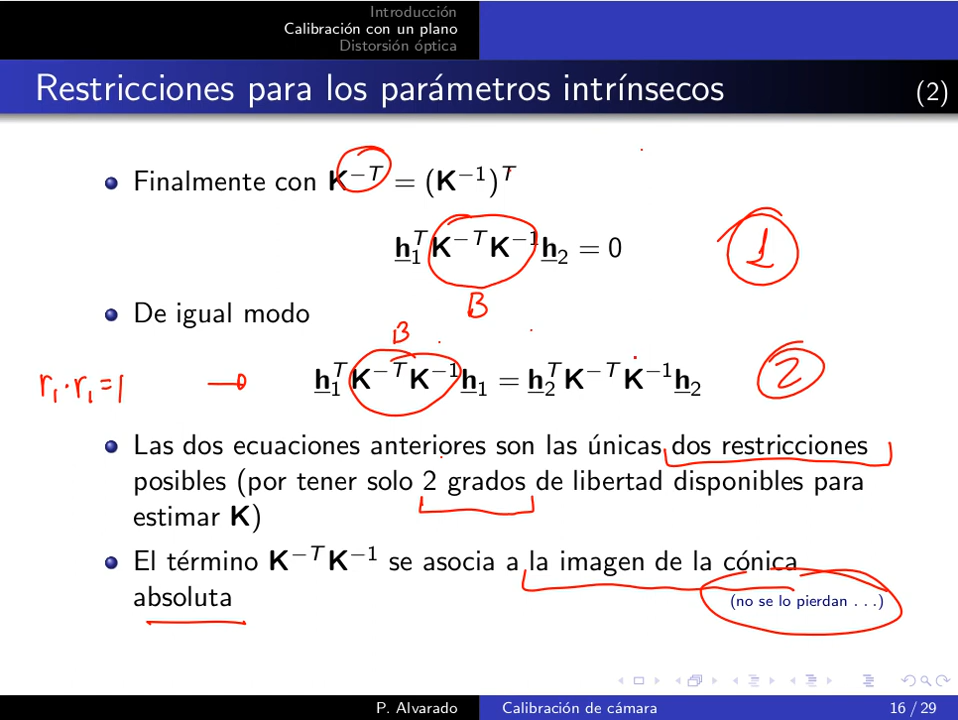 Introducción
Calibración con un plano
Distorsión óptica
Restricciones para los parámetros intrínsecos (2)
Finalmente con K^{−T} = (K^{−1})^T
h_1^T K^{−T} K^{−1} h_2 = 0
1
B
De igual modo
B
r_1 · r_1 = 1 → h_1^T K^{−T} K^{−1} h_1 = h_2^T K^{−T} K^{−1} h_2
2
Las dos ecuaciones anteriores son las únicas dos restricciones
posibles (por tener solo 2 grados de libertad disponibles para
estimar K)
El término K^{−T} K^{−1} se asocia a la imagen de la cónica
absoluta
(no se lo pierdan . . .)
P. Alvarado Calibración de cámara 16 / 29